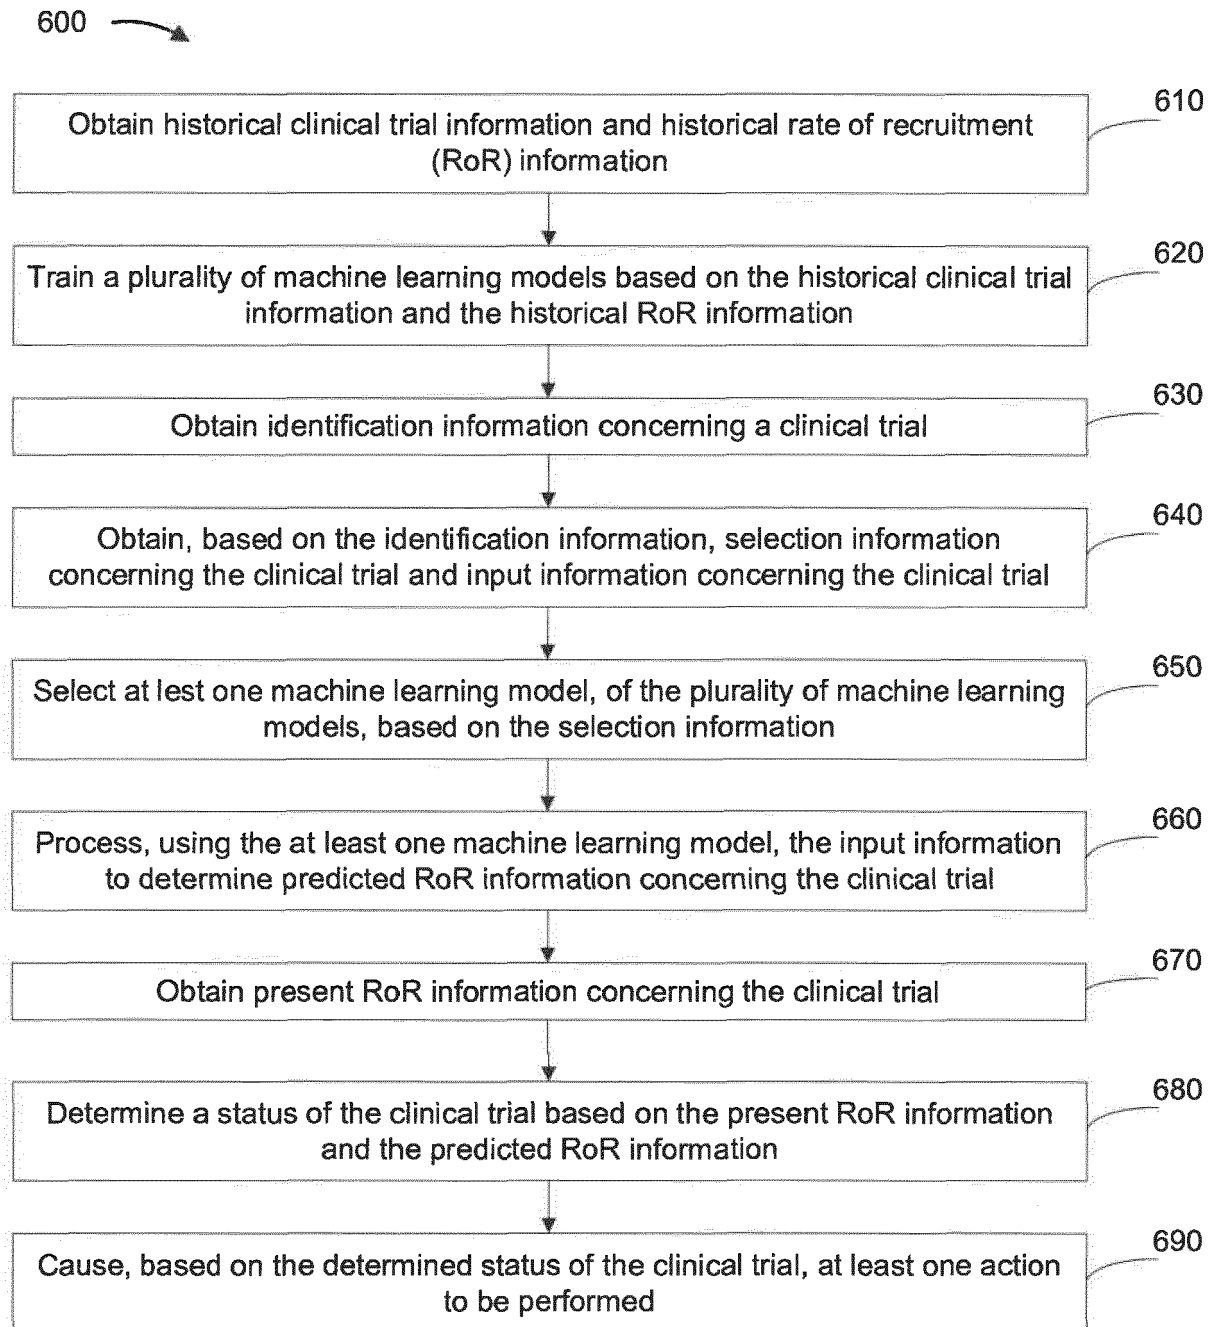 600
610
Obtain historical clinical trial information and historical rate of recruitment
(RoR) information
620
Train a plurality of machine learning models based on the historical clinical trial
information and the historical RoR information
630
Obtain identification information concerning a clinical trial
640
Obtain, based on the identification information, selection information
concerning the clinical trial and input information concerning the clinical trial
650
Select at lest one machine learning model, of the plurality of machine learning
models, based on the selection information
660
Process, using the at least one machine learning model, the input information
to determine predicted RoR information concerning the clinical trial
670
Obtain present RoR information concerning the clinical trial
680
Determine a status of the clinical trial based on the present RoR information
and the predicted RoR information
690
Cause, based on the determined status of the clinical trial, at least one action
to be performed